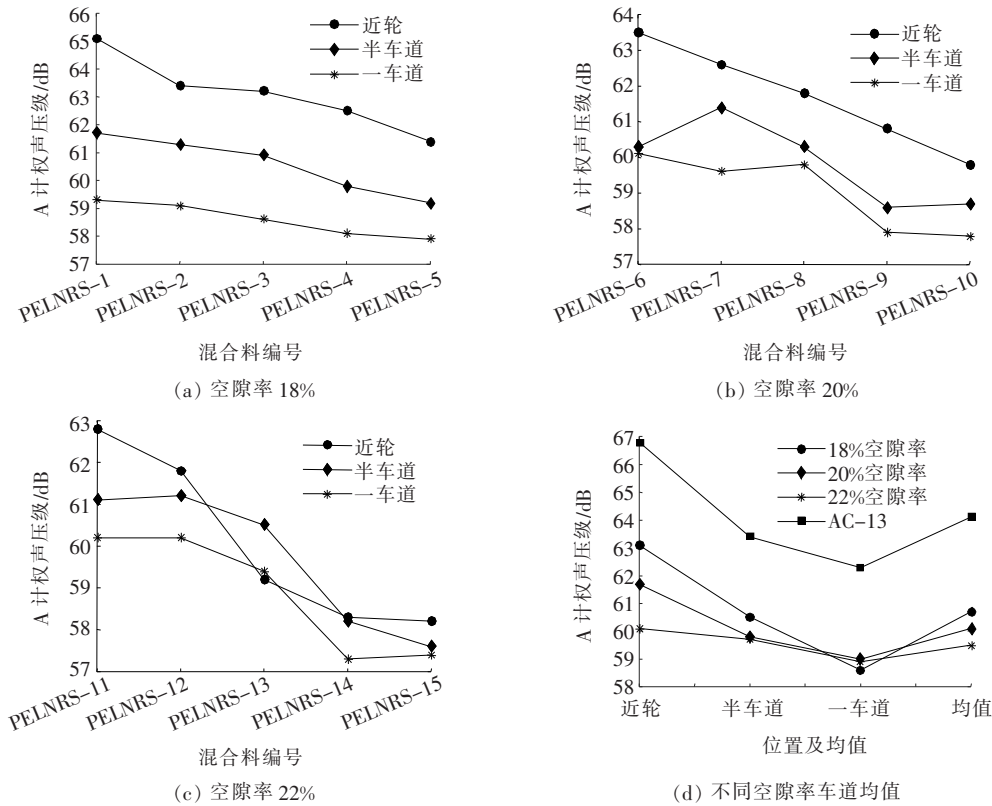 66
65
64
63
62
61
60
59
58
57
A 计权声压级/dB
近轮
半车道
一车道
PELNRS-1
PELNRS-2
PELNRS-3
PELNRS-4
PELNRS-5
混合料编号
(a) 空隙率 18%
64
63
62
61
60
59
58
57
A 计权声压级/dB
近轮
半车道
一车道
PELNRS-6
PELNRS-7
PELNRS-8
PELNRS-9
PELNRS-10
混合料编号
(b) 空隙率 20%
63
62
61
60
59
58
57
A 计权声压级/dB
近轮
半车道
一车道
PELNRS-11
PELNRS-12
PELNRS-13
PELNRS-14
PELNRS-15
混合料编号
(c) 空隙率 22%
67
66
65
64
63
62
61
60
59
58
A 计权声压级/dB
18%空隙率
20%空隙率
22%空隙率
AC-13
近轮
半车道
一车道
均值
位置及均值
(d) 不同空隙率车道均值